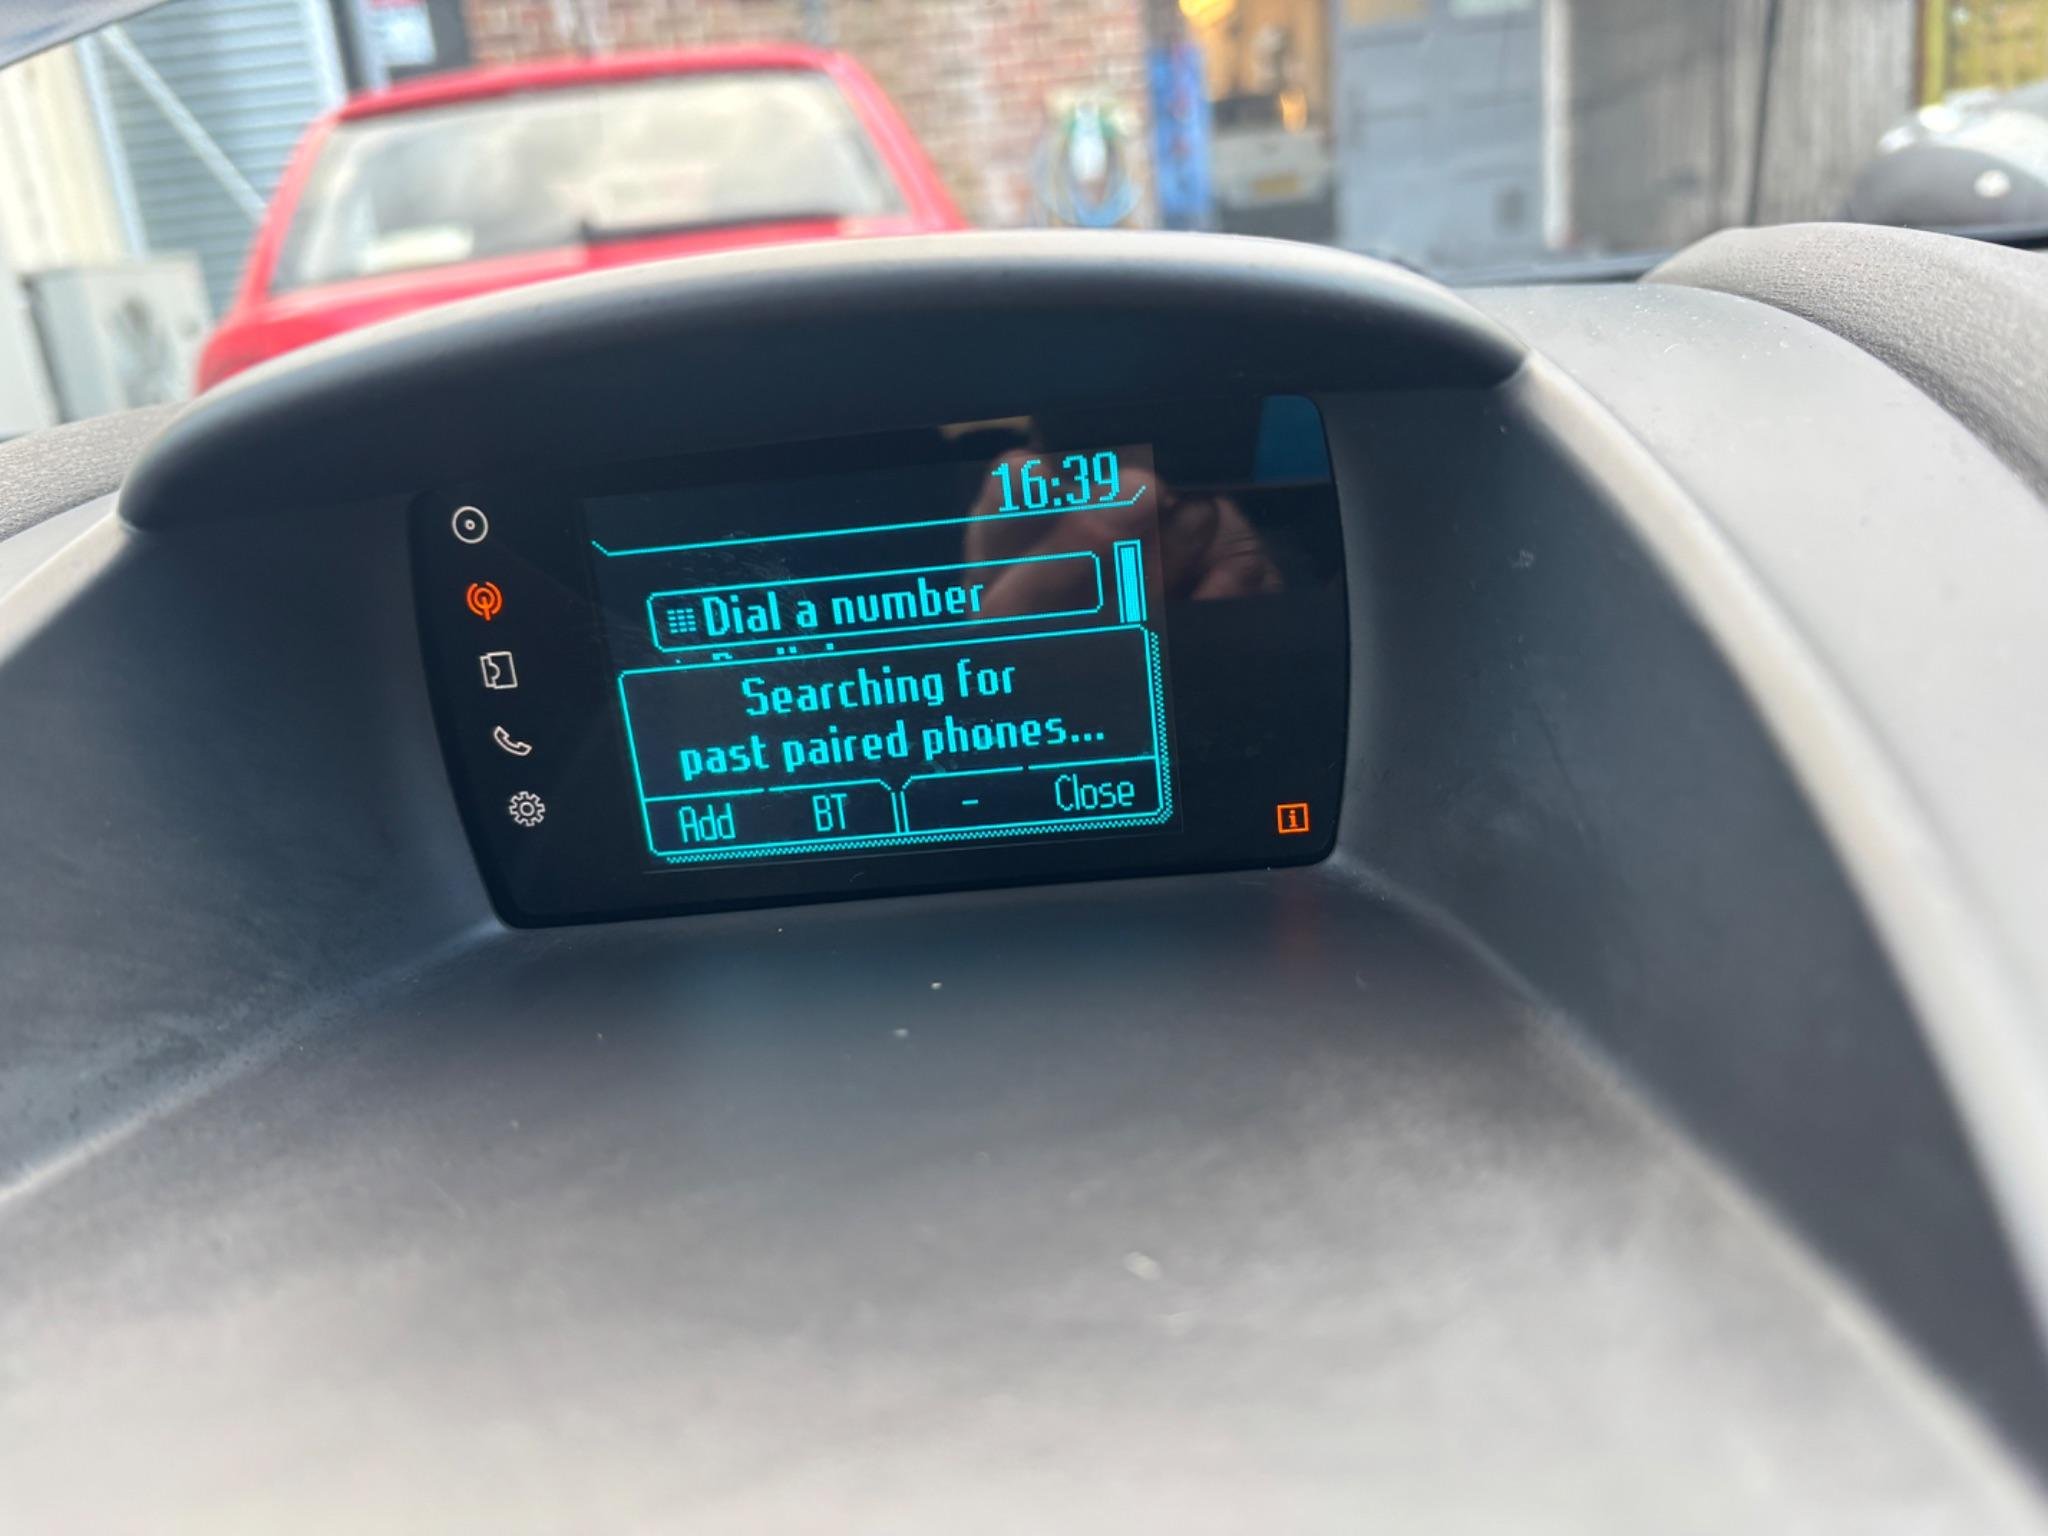 16:39
Dial a number
Searching for
past paired phones...
Add BT - Close